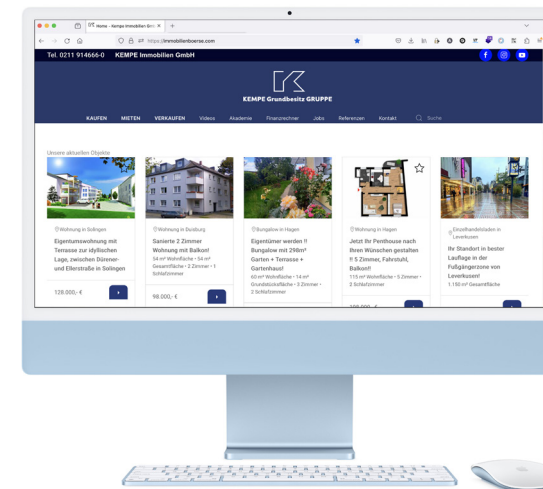 Home - Kempe Immobilien Gmb
https://immobilienboerse.com
Tel. 0211 914666-0 KEMPE Immobilien GmbH
KEMPE Grundbesitz GRUPPE
KAUFEN MIETEN VERKAUFEN Videos Akademie Finanzrechner Jobs Referenzen Kontakt Suche
Unsere aktuellen Objekte
Wohnung in Solingen
Eigentumswohnung mit
Terrasse zur idyllischen
Lage, zwischen Dürener-
und Ellerstraße in Solingen
128.000,- €
Wohnung in Duisburg
Sanierte 2 Zimmer
Wohnung mit Balkon!
54 m² Wohnfläche • 54 m²
Gesamtfläche • 2 Zimmer • 1
Schlafzimmer
98.000,- €
Bungalow in Hagen
Eigentümer werden !!
Bungalow mit 298m²
Garten + Terrasse +
Gartenhaus!
60 m² Wohnfläche • 14 m²
Grundstücksfläche • 3 Zimmer •
2 Schlafzimmer
Wohnung in Hagen
Jetzt Ihr Penthouse nach
Ihren Wünschen gestalten
!! 5 Zimmer, Fahrstuhl,
Balkon!!
115 m² Wohnfläche • 5 Zimmer •
2 Schlafzimmer
Einzelhandelsladen in
Leverkusen
Ihr Standort in bester
Lauflage in der
Fußgängerzone von
Leverkusen!
1.150 m² Gesamtfläche